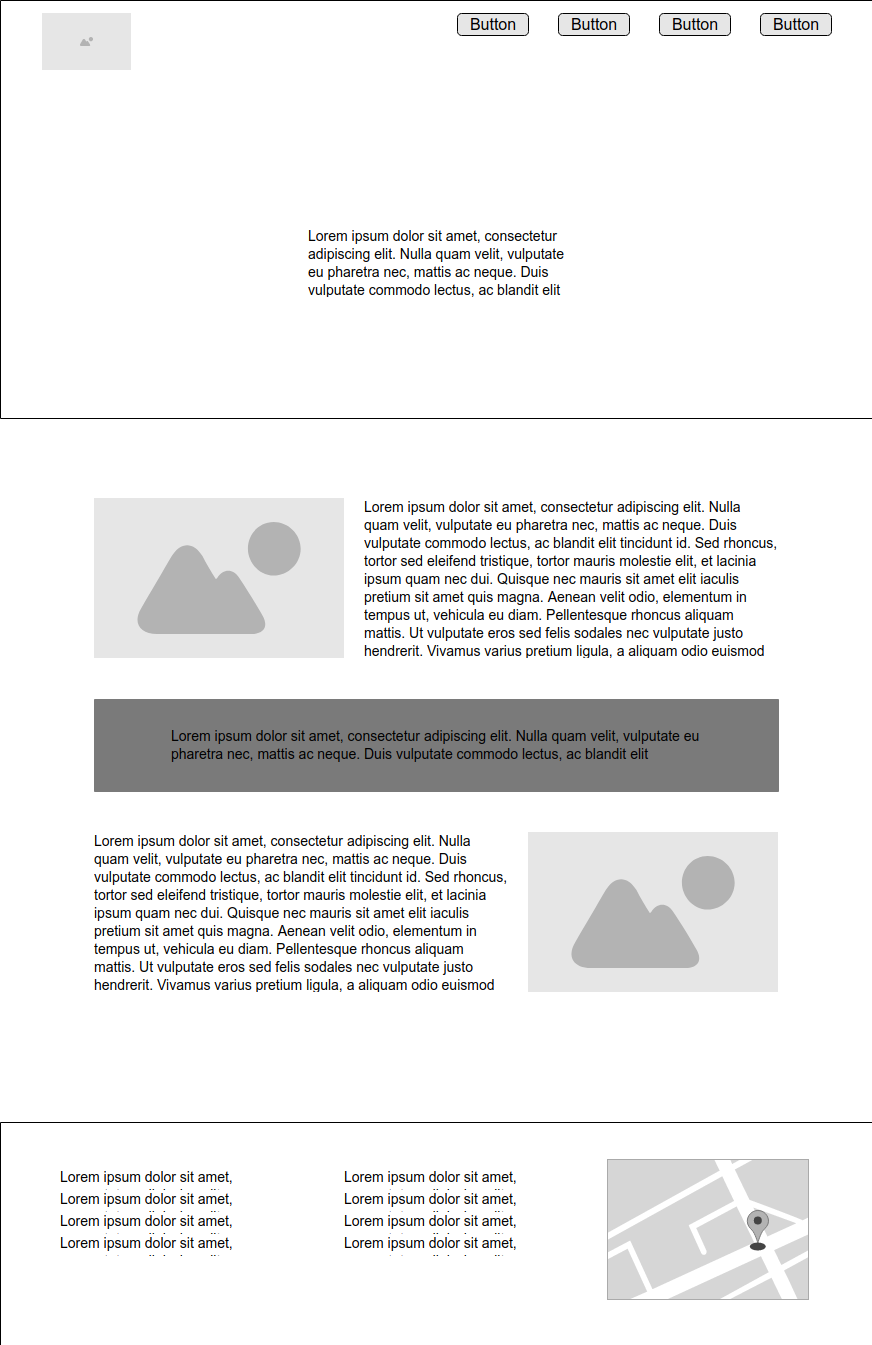 Button Button Button Button
Lorem ipsum dolor sit amet, consectetur
adipiscing elit. Nulla quam velit, vulputate
eu pharetra nec, mattis ac neque. Duis
vulputate commodo lectus, ac blandit elit
Lorem ipsum dolor sit amet, consectetur adipiscing elit. Nulla
quam velit, vulputate eu pharetra nec, mattis ac neque. Duis
vulputate commodo lectus, ac blandit elit tincidunt id. Sed rhoncus,
tortor sed eleifend tristique, tortor mauris molestie elit, et lacinia
ipsum quam nec dui. Quisque nec mauris sit amet elit iaculis
pretium sit amet quis magna. Aenean velit odio, elementum in
tempus ut, vehicula eu diam. Pellentesque rhoncus aliquam
mattis. Ut vulputate eros sed felis sodales nec vulputate justo
hendrerit. Vivamus varius pretium ligula, a aliquam odio euismod
Lorem ipsum dolor sit amet, consectetur adipiscing elit. Nulla quam velit, vulputate eu
pharetra nec, mattis ac neque. Duis vulputate commodo lectus, ac blandit elit
Lorem ipsum dolor sit amet, consectetur adipiscing elit. Nulla
quam velit, vulputate eu pharetra nec, mattis ac neque. Duis
vulputate commodo lectus, ac blandit elit tincidunt id. Sed rhoncus,
tortor sed eleifend tristique, tortor mauris molestie elit, et lacinia
ipsum quam nec dui. Quisque nec mauris sit amet elit iaculis
pretium sit amet quis magna. Aenean velit odio, elementum in
tempus ut, vehicula eu diam. Pellentesque rhoncus aliquam
mattis. Ut vulputate eros sed felis sodales nec vulputate justo
hendrerit. Vivamus varius pretium ligula, a aliquam odio euismod
Lorem ipsum dolor sit amet,
Lorem ipsum dolor sit amet,
Lorem ipsum dolor sit amet,
Lorem ipsum dolor sit amet,
Lorem ipsum dolor sit amet,
Lorem ipsum dolor sit amet,
Lorem ipsum dolor sit amet,
Lorem ipsum dolor sit amet,